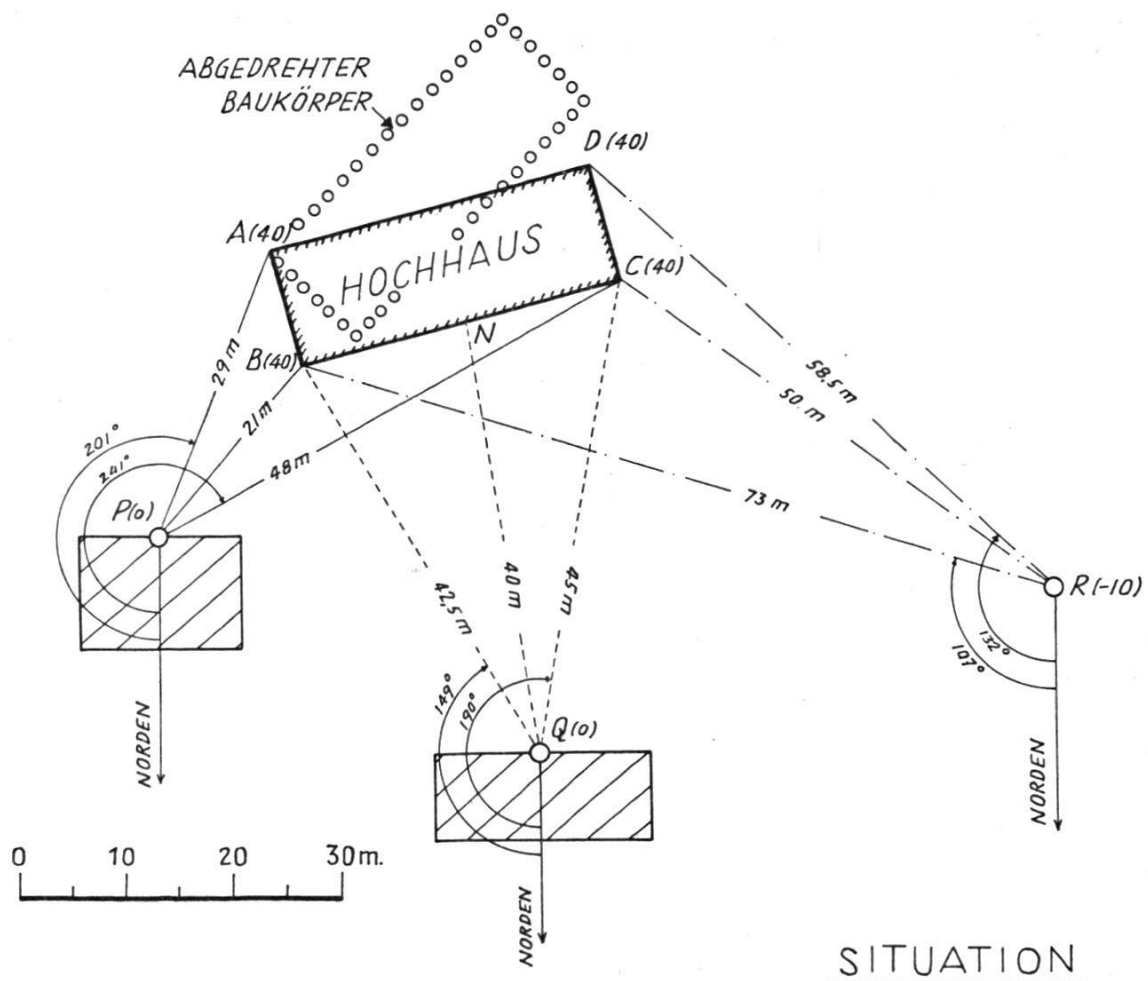 ABGEDREHTER
BAUKÖRPER
D(40)
A(40)
HOCHHAUS
C(40)
N
B(40)
29 m
21 m
48 m
58,5 m
50 m
73 m
201°
241°
P(0)
42,5 m
40 m
45 m
R(-10)
132°
107°
149°
190°
Q(0)
NORDEN
NORDEN
NORDEN
0 10 20 30 m.
SITUATION